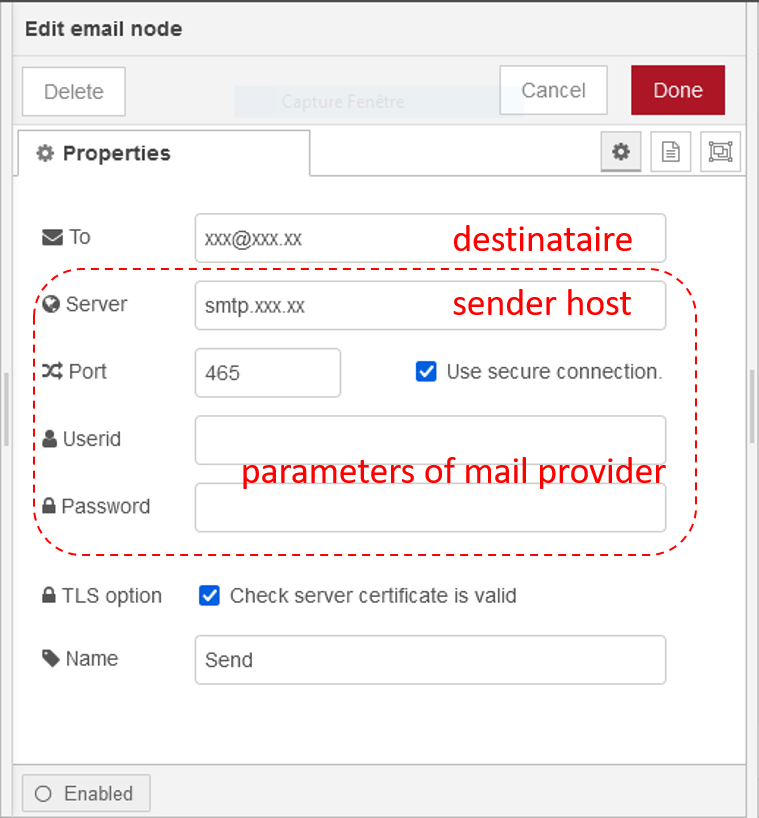 Edit email node
Delete
Capture Fenêtre
Cancel
Done
Properties
To
xxx@xxx.xx
destinataire
Server
smtp.xxx.xx
sender host
Port
465
Use secure connection.
Userid
parameters of mail provider
Password
TLS option
Check server certificate is valid
Name
Send
Enabled